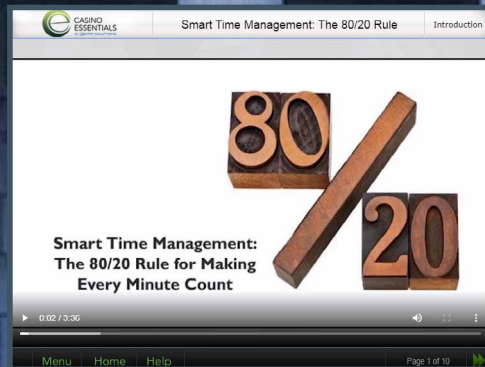 CASINO
ESSENTIALS
Smart Time Management: The 80/20 Rule
Introduction
80/20
Smart Time Management:
The 80/20 Rule for Making
Every Minute Count
0:02 / 3:36
Menu Home Help
Page 1 of 10